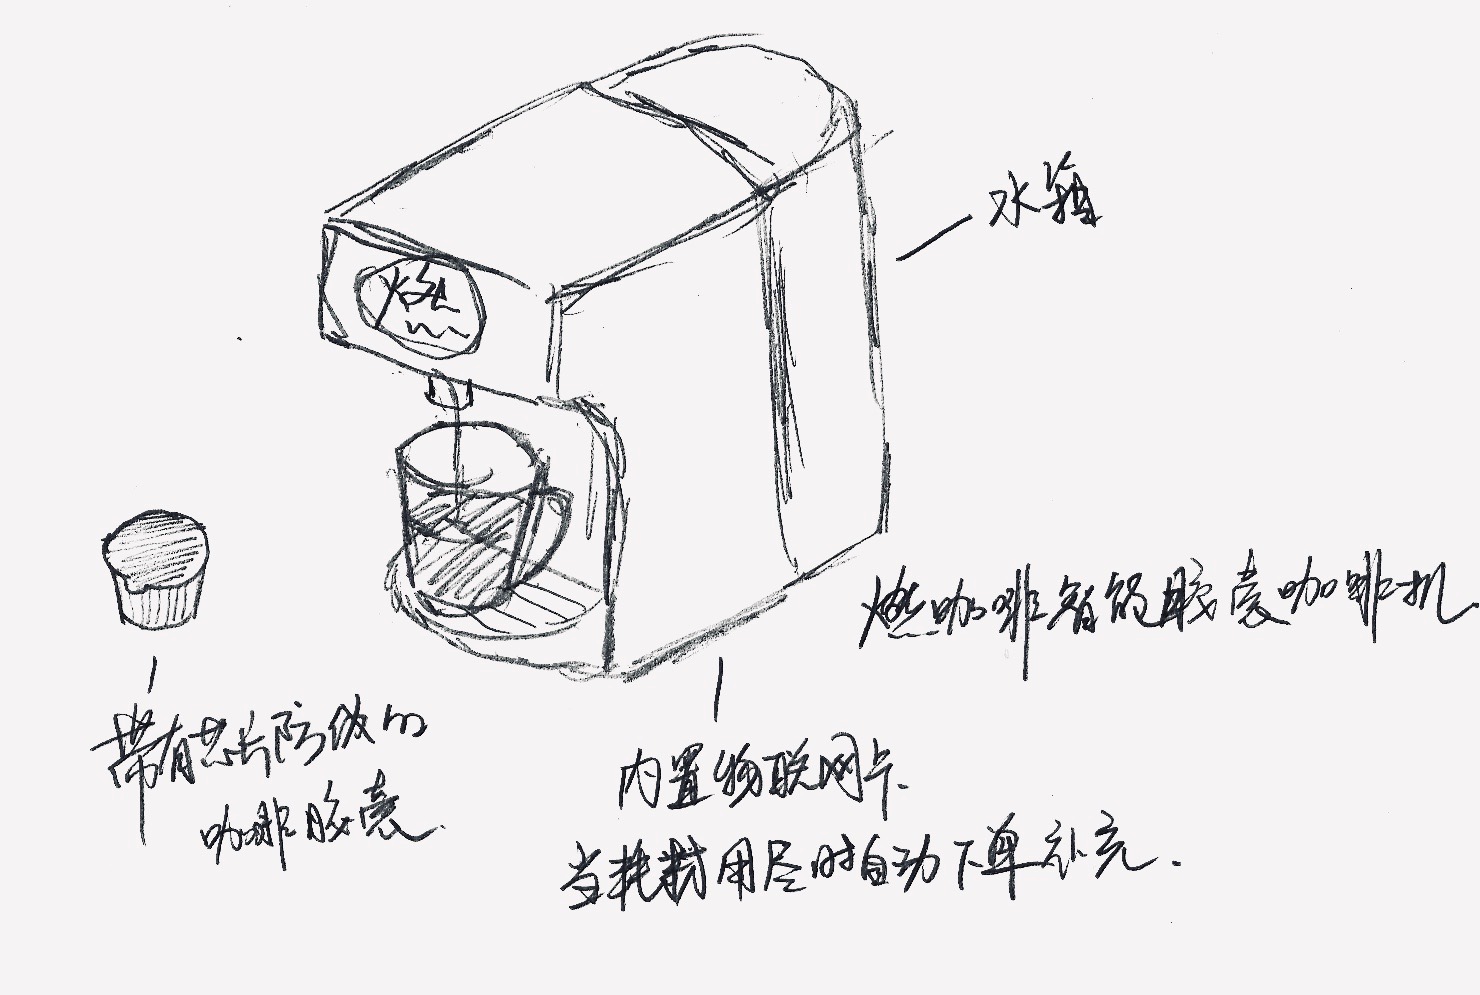 水箱
燃
燃咖啡智能胶囊咖啡机
带有芯片防伪的
咖啡胶囊.
内置物联网卡.
当耗材用尽时自动下单补充.